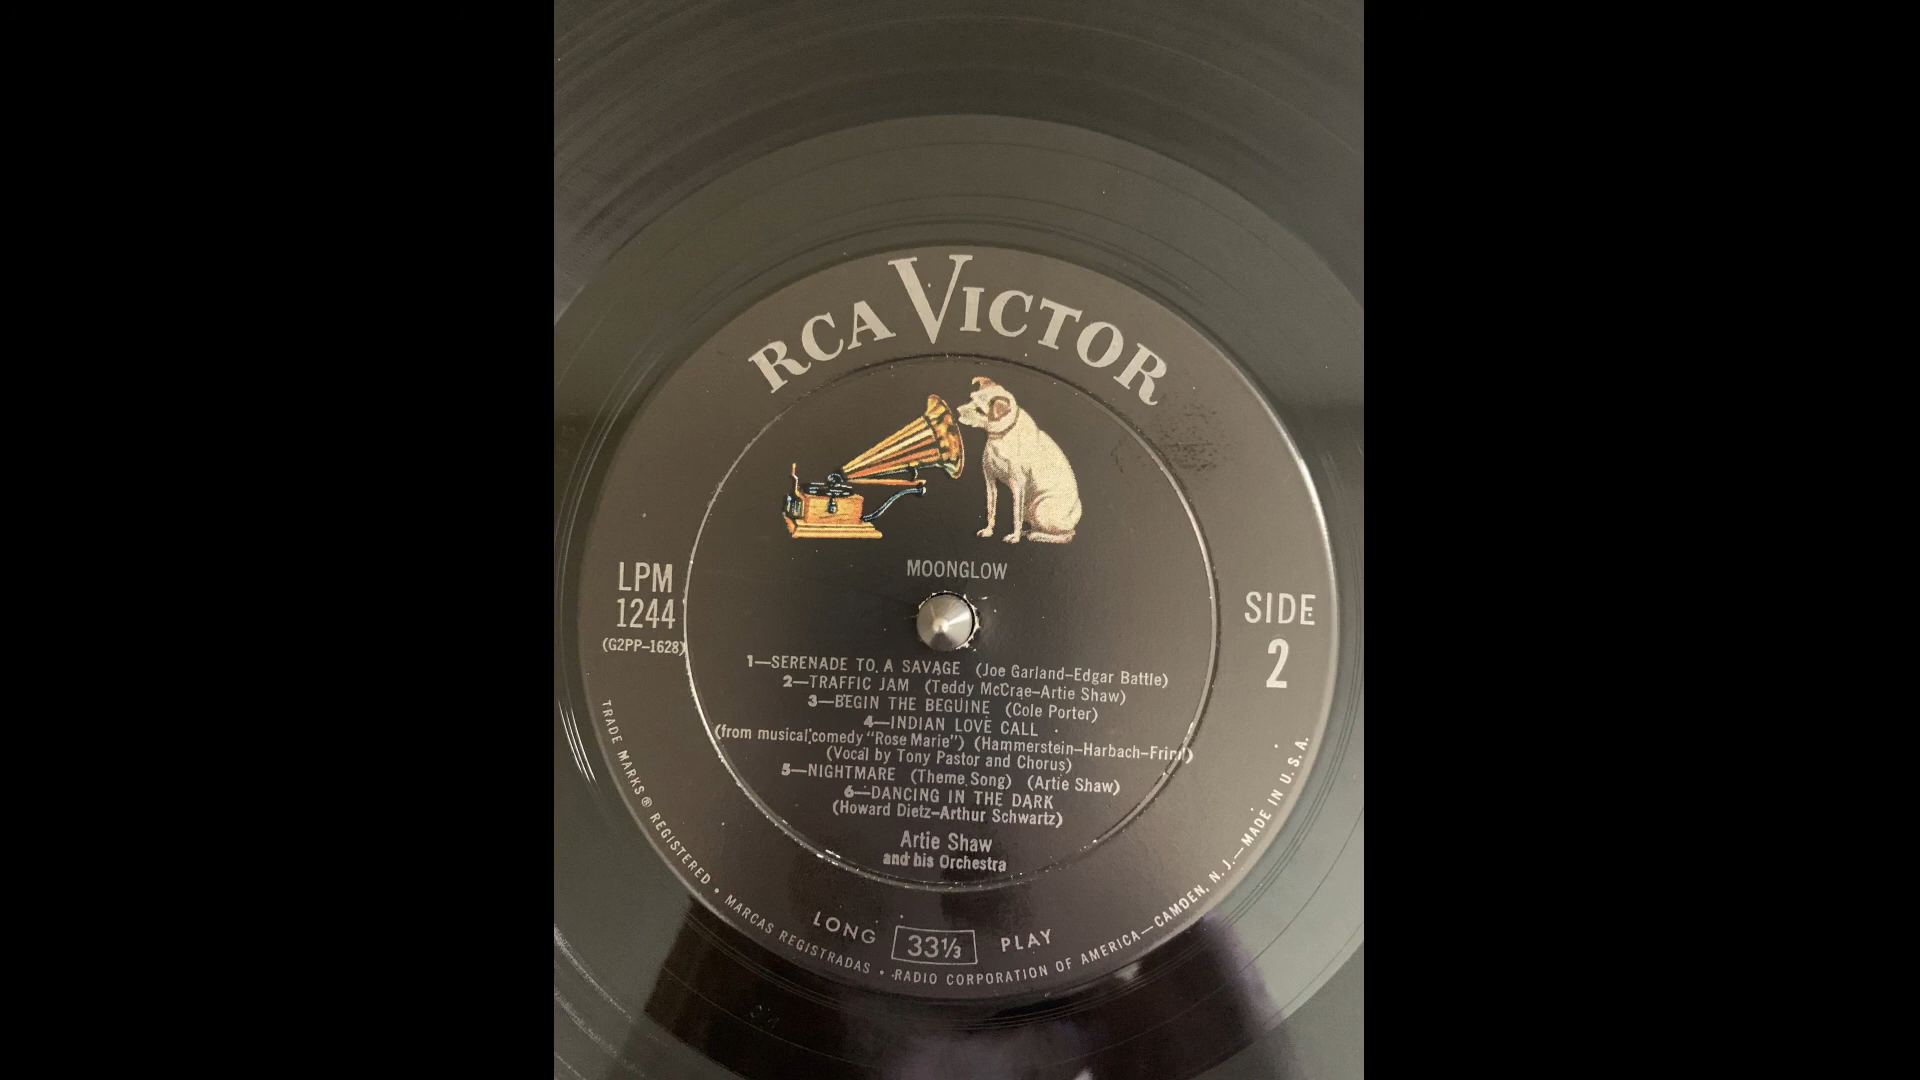 RCA VICTOR
MOONGLOW
LPM
1244
(G2PP-1628)
SIDE
2
1—SERENADE TO A SAVAGE (Joe Garland-Edgar Battle)
2—TRAFFIC JAM (Teddy McCrae-Artie Shaw)
3—BEGIN THE BEGUINE (Cole Porter)
4—INDIAN LOVE CALL
(from musical comedy "Rose Marie") (Hammerstein-Harbach-Friml)
(Vocal by Tony Pastor and Chorus)
5—NIGHTMARE (Theme Song) (Artie Shaw)
6—DANCING IN THE DARK
(Howard Dietz-Arthur Schwartz)
Artie Shaw
and his Orchestra
LONG 33⅓ PLAY
TRADE MARKS ® REGISTERED • MARCAS REGISTRADAS • RADIO CORPORATION OF AMERICA—CAMDEN, N. J.—MADE IN U. S. A.